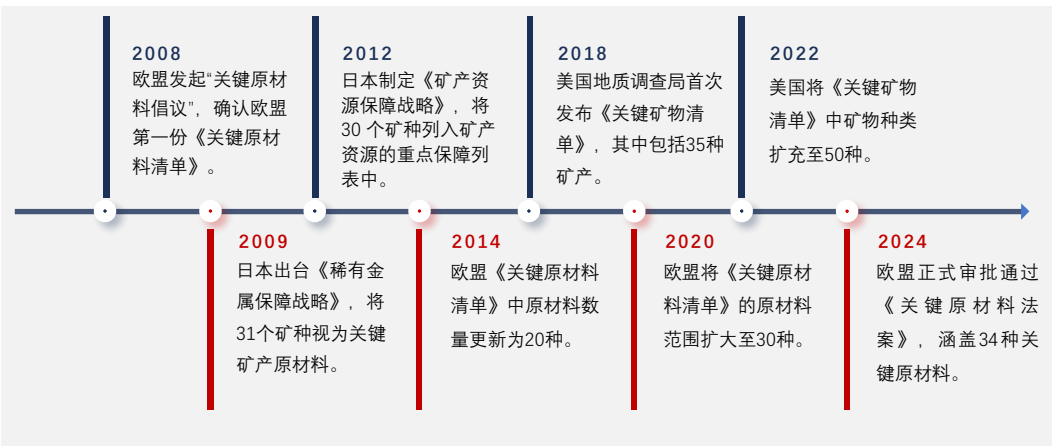 2008
欧盟发起“关键原材
料倡议”，确认欧盟
第一份《关键原材
料清单》。
2012
日本制定《矿产资
源保障战略》，将
30 个矿种列入矿产
资源的重点保障列
表中。
2018
美国地质调查局首次
发布《关键矿物清
单》，其中包括35种
矿产。
2022
美国将《关键矿物
清单》中矿物种类
扩充至50种。
2009
日本出台《稀有金
属保障战略》，将
31个矿种视为关键
矿产原材料。
2014
欧盟《关键原材料
清单》中原材料数
量更新为20种。
2020
欧盟将《关键原材
料清单》的原材料
范围扩大至30种。
2024
欧盟正式审批通过
《关键原材料法
案》，涵盖34种关
键原材料。